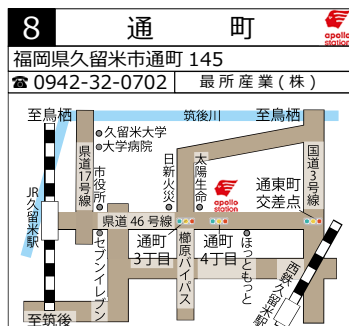 8 通町
apollo
station
福岡県久留米市通町 145
☎ 0942-32-0702
最所産業(株)
至鳥栖
筑後川
至鳥栖
久留米大学
大学病院
県道17号線
市役所
日新火災
太陽生命
国道3号線
apollo
station
通東町
交差点
JR久留米駅
県道 46 号線
セブンイレブン
通町
3丁目
櫛原バイパス
通町
4丁目
ほっともっと
西鉄久留米駅
至筑後